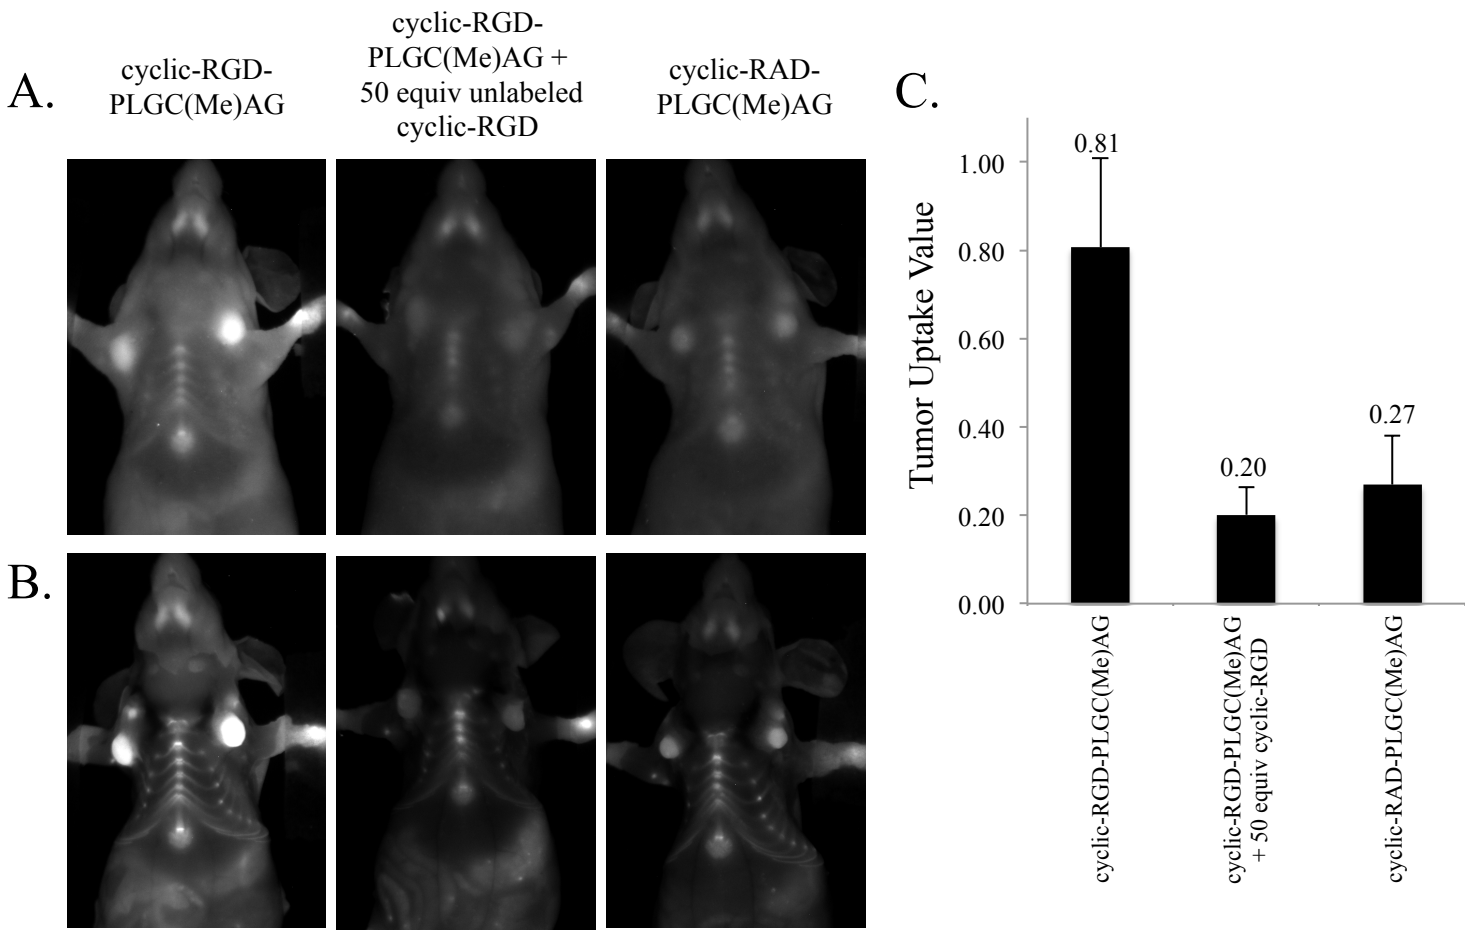 A.
cyclic-RGD-
PLGC(Me)AG
cyclic-RGD-
PLGC(Me)AG +
50 equiv unlabeled
cyclic-RGD
cyclic-RAD-
PLGC(Me)AG
B.
C.
Tumor Uptake Value
1.00
0.80
0.60
0.40
0.20
0.00
0.81
0.20
0.27
cyclic-RGD-PLGC(Me)AG
cyclic-RGD-PLGC(Me)AG
+ 50 equiv cyclic-RGD
cyclic-RAD-PLGC(Me)AG